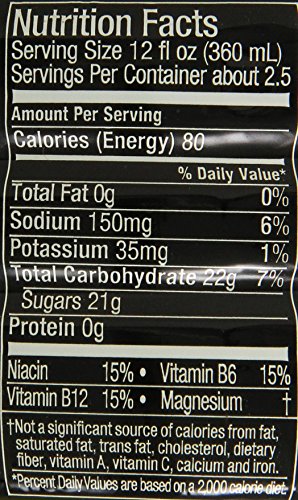 Nutrition Facts
Serving Size 12 fl oz (360 mL)
Servings Per Container about 2.5
Amount Per Serving
Calories (Energy) 80
% Daily Value*
Total Fat 0g 0%
Sodium 150mg 6%
Potassium 35mg 1%
Total Carbohydrate 22g 7%
Sugars 21g
Protein 0g
Niacin 15% • Vitamin B6 15%
Vitamin B12 15% • Magnesium †
†Not a significant source of calories from fat,
saturated fat, trans fat, cholesterol, dietary
fiber, vitamin A, vitamin C, calcium and iron.
*Percent Daily Values are based on a 2,000 calorie diet.